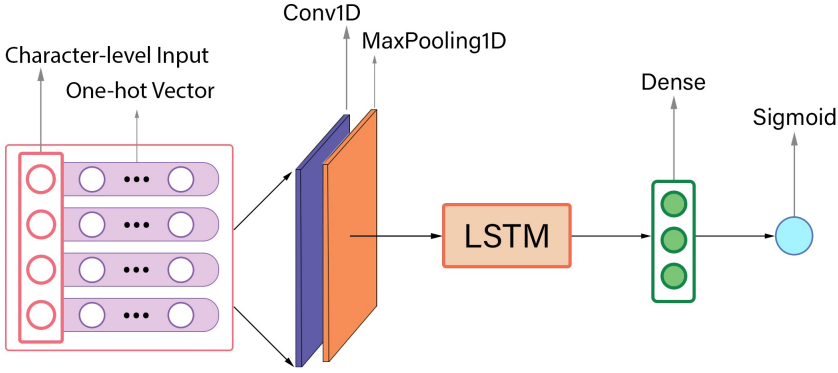 Conv1D
MaxPooling1D
Character-level Input
One-hot Vector
Dense
Sigmoid
LSTM